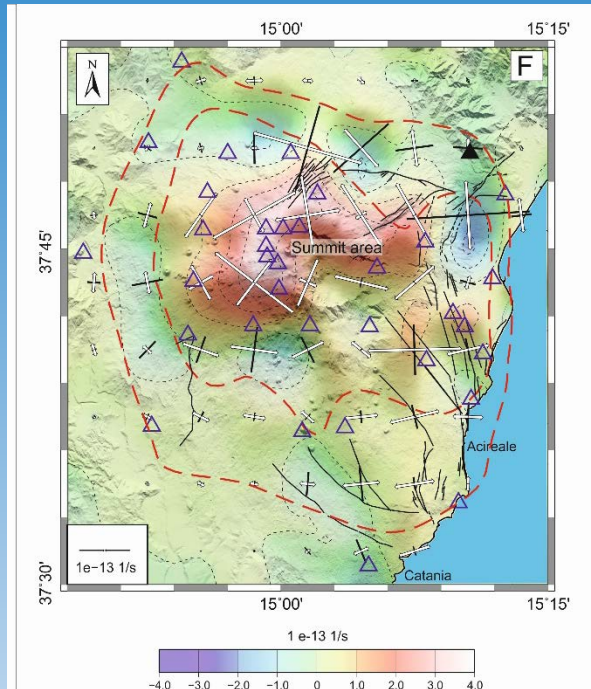 15°00' 15°15'
N
F
37°45'
Summit area
Acireale
1e−13 1/s
Catania
37°30'
15°00' 15°15'
1 e-13 1/s
−4.0 −3.0 −2.0 −1.0 0 1.0 2.0 3.0 4.0